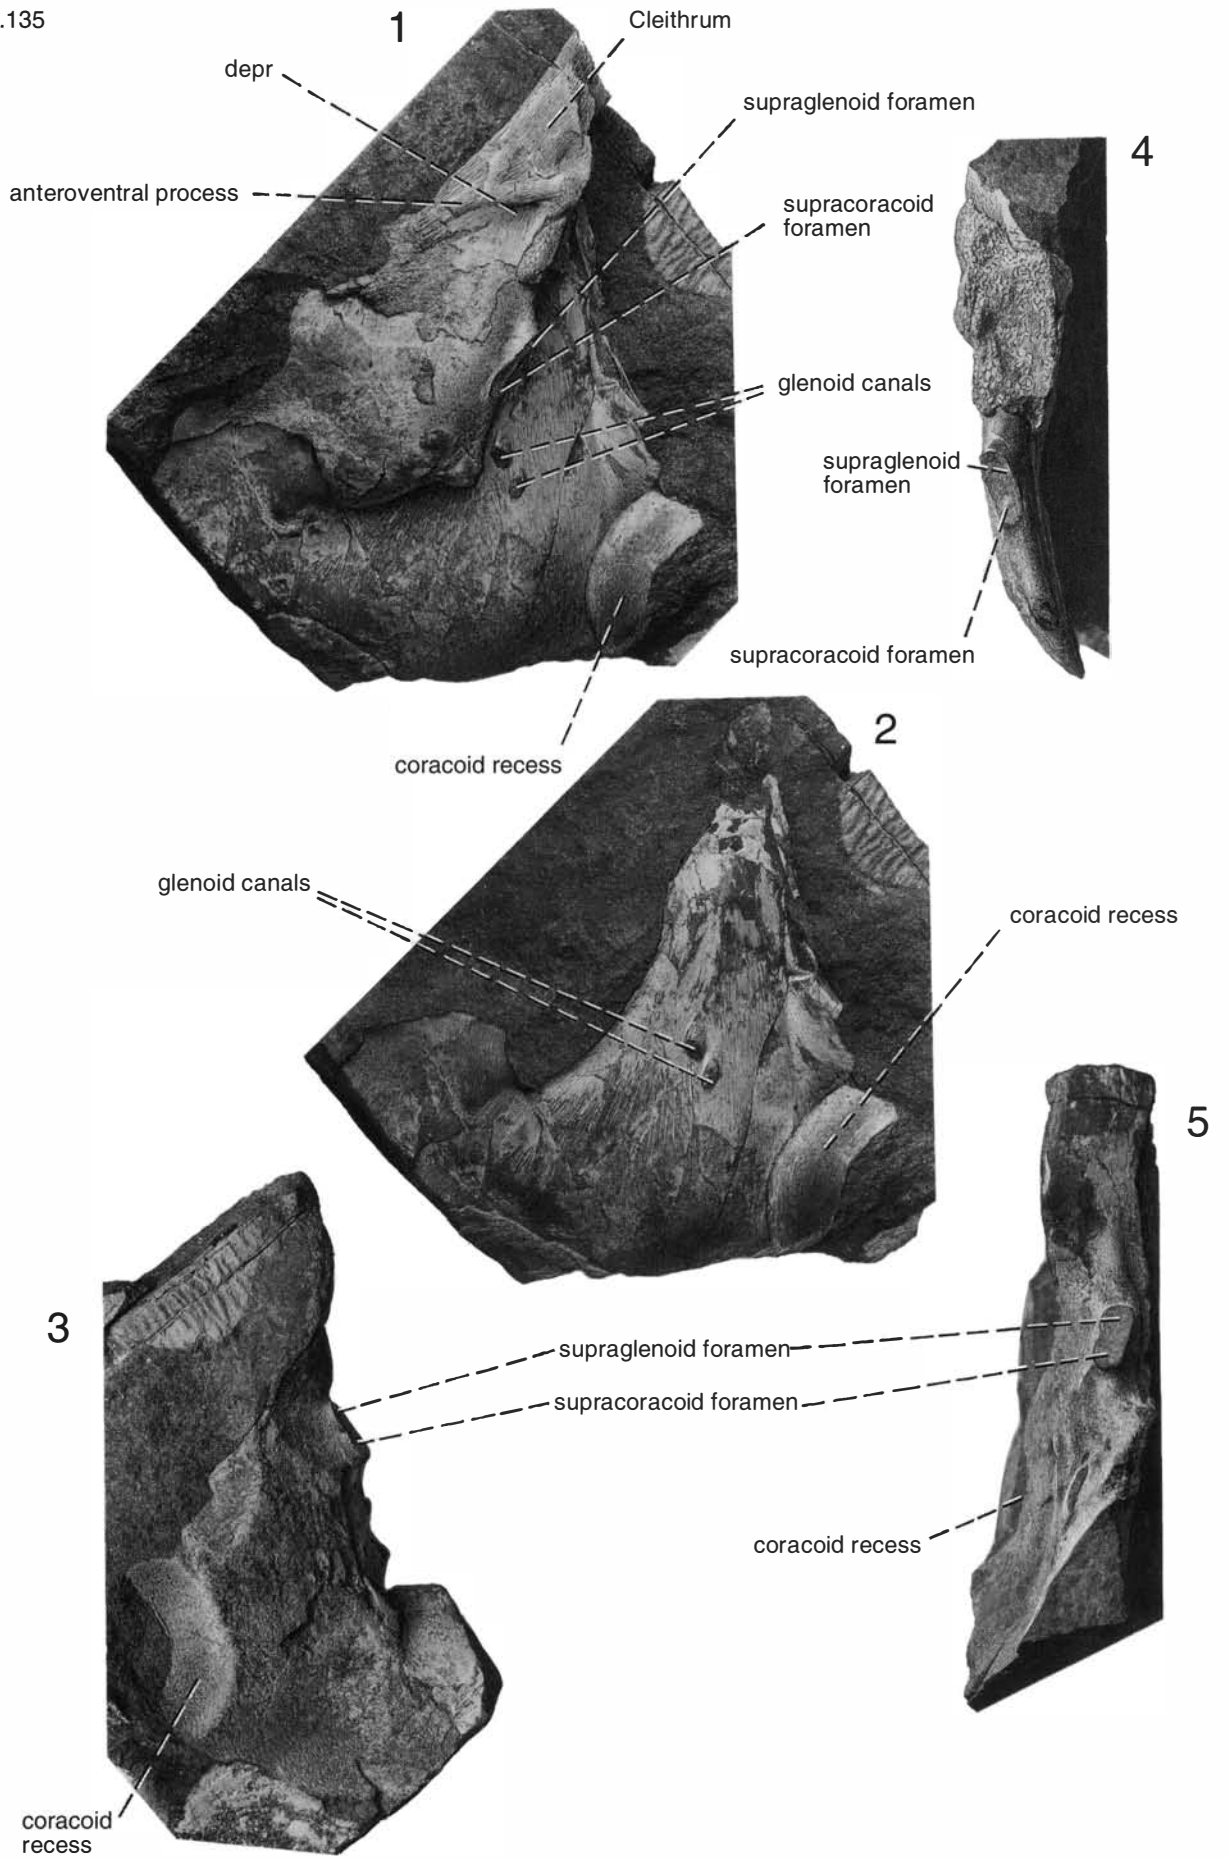 .135
1
Cleithrum
depr
supraglenoid foramen
4
anteroventral process
supracoracoid
foramen
glenoid canals
supraglenoid
foramen
supracoracoid foramen
coracoid recess
2
glenoid canals
coracoid recess
5
3
supraglenoid foramen
supracoracoid foramen
coracoid recess
coracoid
recess